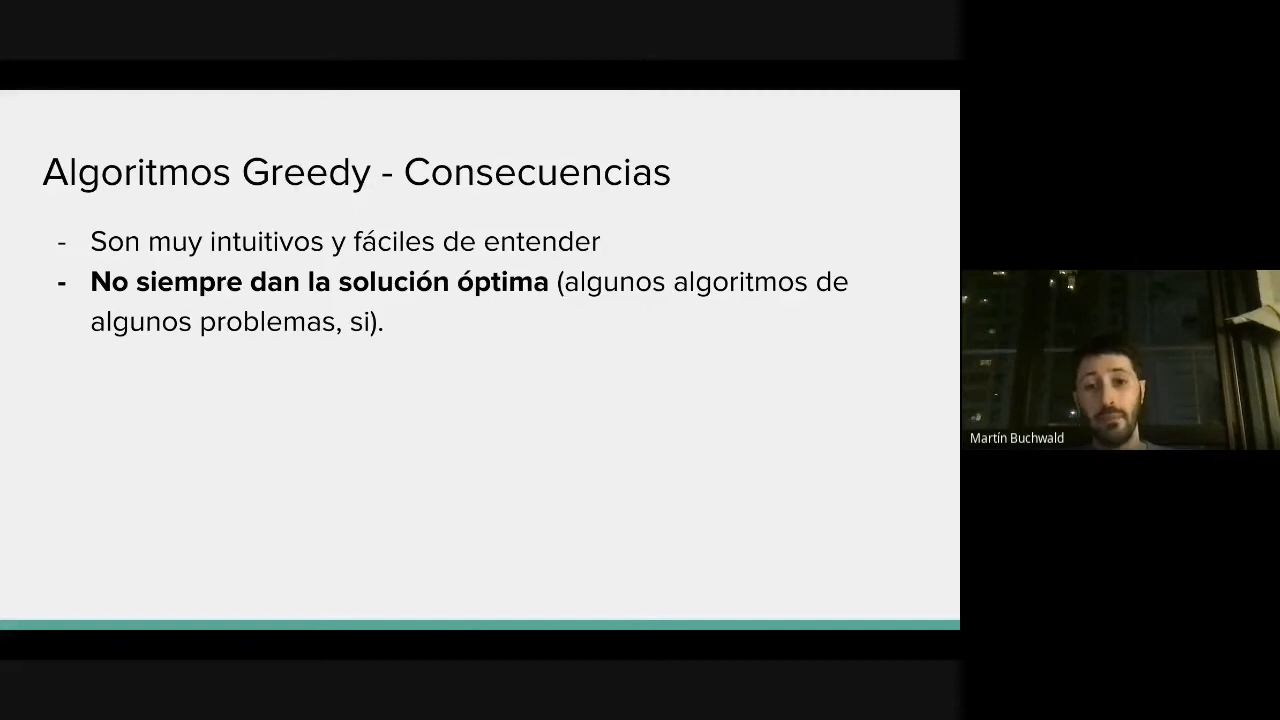 Algoritmos Greedy - Consecuencias
- Son muy intuitivos y fáciles de entender
- No siempre dan la solución óptima (algunos algoritmos de
algunos problemas, si).
Martín Buchwald